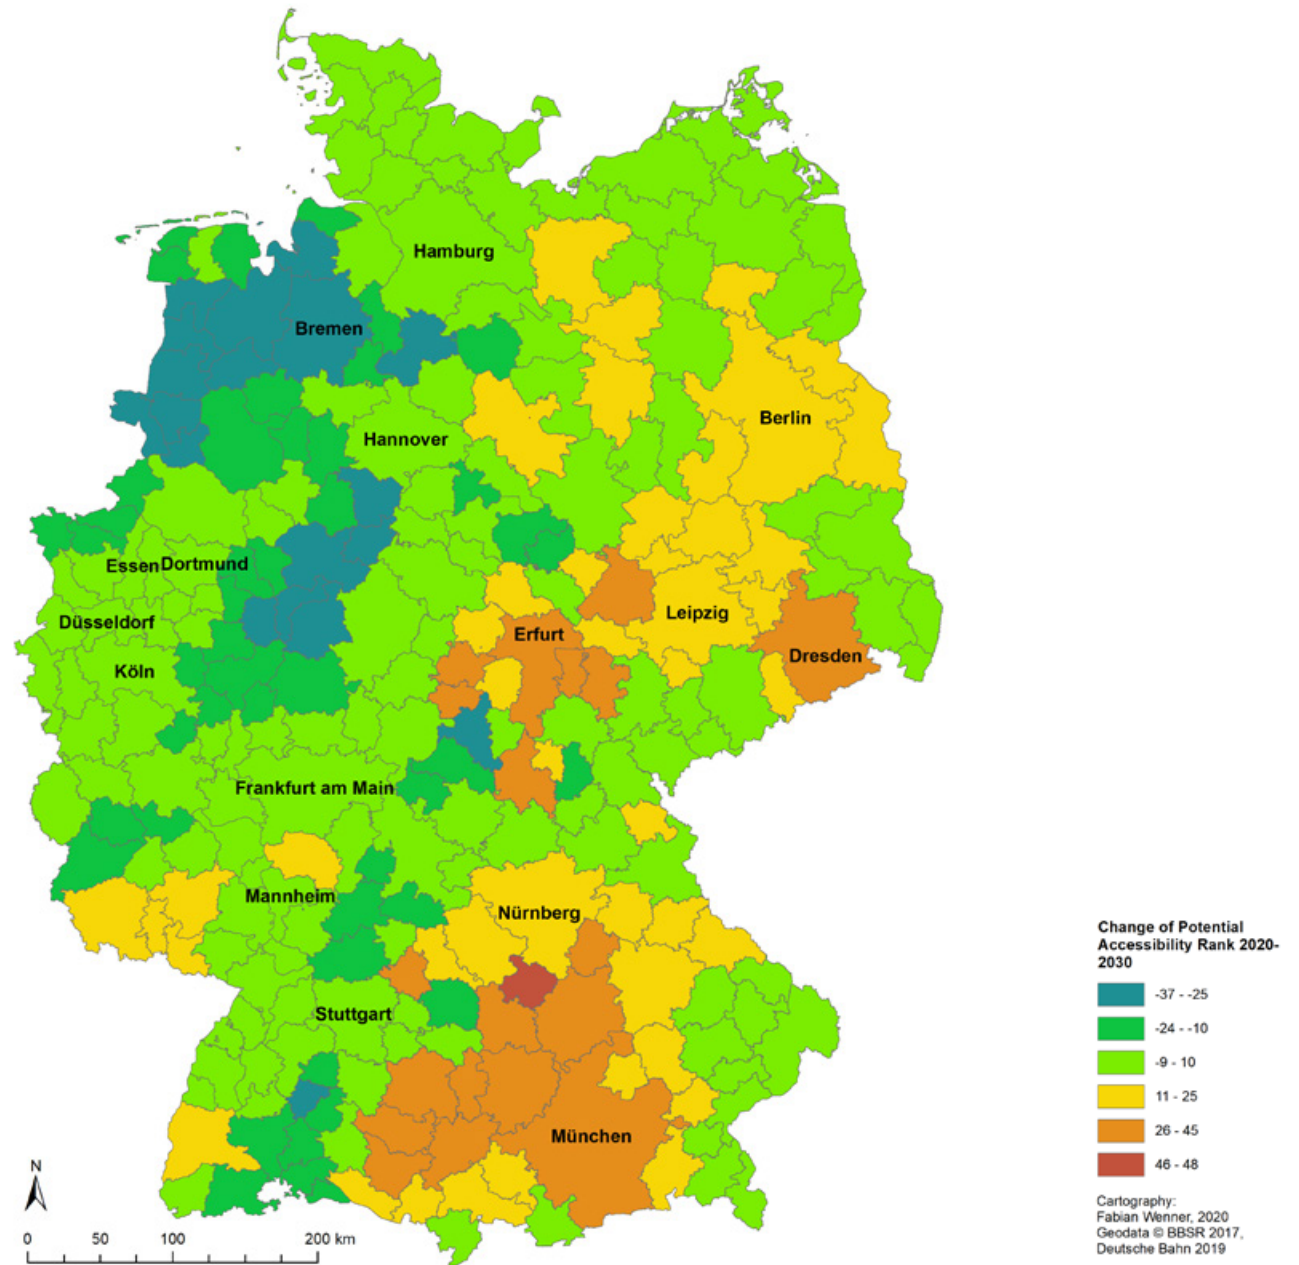 Hamburg
Bremen
Berlin
Hannover
Essen Dortmund
Düsseldorf
Leipzig
Erfurt
Dresden
Köln
Frankfurt am Main
Mannheim
Nürnberg
Stuttgart
München
N
0 50 100 200 km
Change of Potential
Accessibility Rank 2020-
2030
-37 - -25
-24 - -10
-9 - 10
11 - 25
26 - 45
46 - 48
Cartography:
Fabian Wenner, 2020
Geodata © BBSR 2017,
Deutsche Bahn 2019